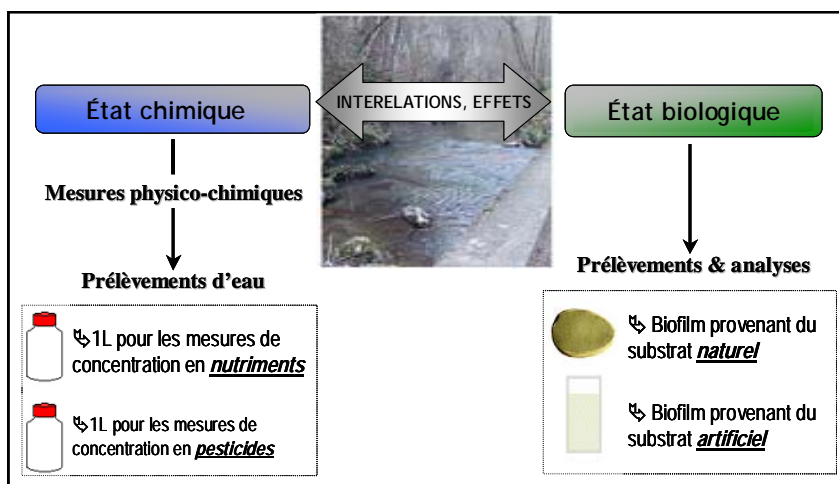 État chimique
INTERELATIONS, EFFETS
État biologique
Mesures physico-chimiques
Prélèvements d'eau
↳1L pour les mesures de
concentration en nutriments
↳1L pour les mesures de
concentration en pesticides
Prélèvements & analyses
↳ Biofilm provenant du
substrat naturel
↳ Biofilm provenant du
substrat artificiel